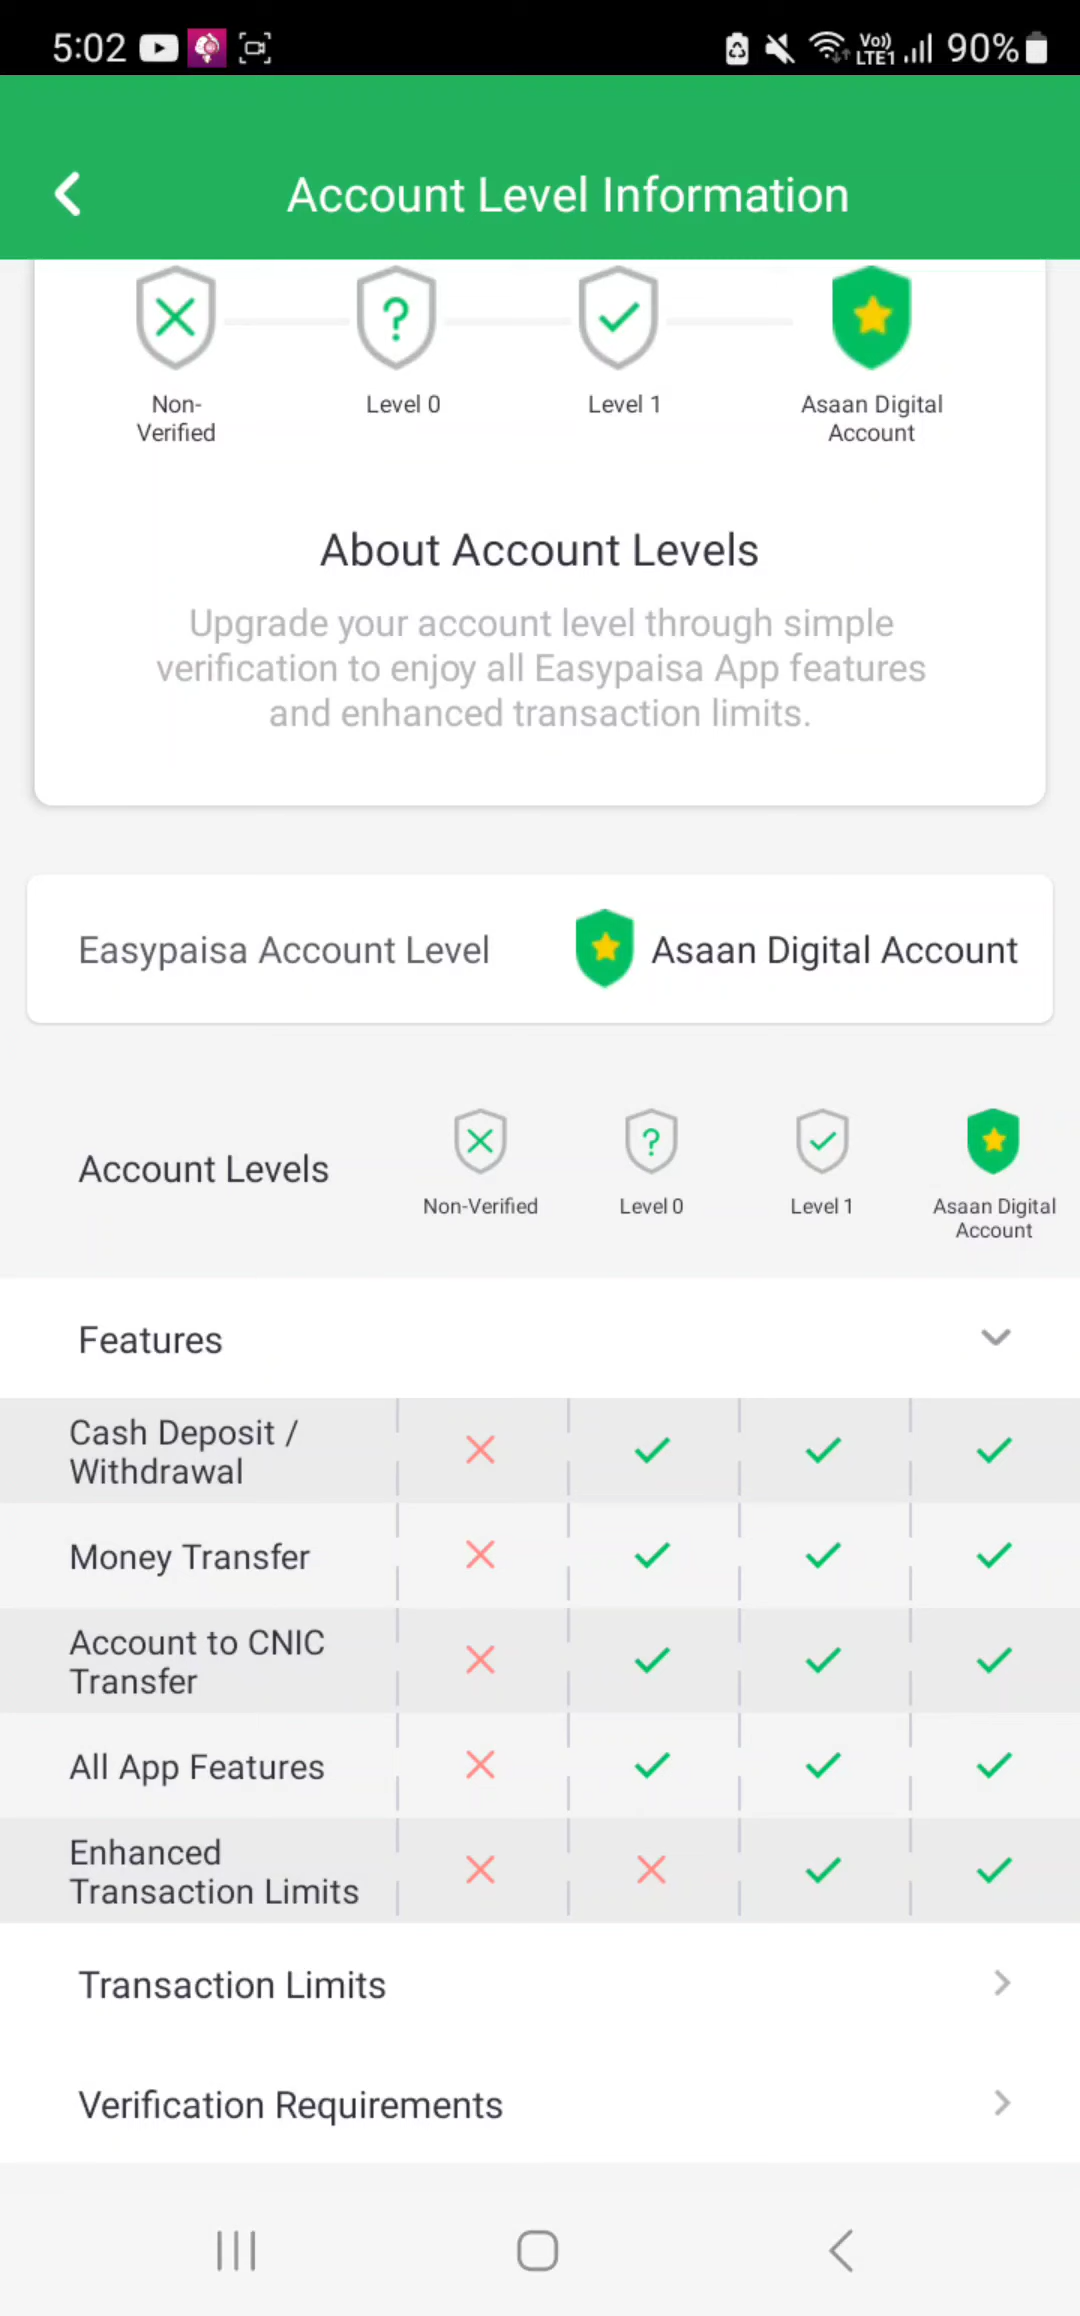 5:02
Vo))
LTE1
90%
Account Level Information
Non-
Verified
Level 0
Level 1
Asaan Digital
Account
About Account Levels
Upgrade your account level through simple
verification to enjoy all Easypaisa App features
and enhanced transaction limits.
Easypaisa Account Level
Asaan Digital Account
Account Levels
Non-Verified
Level 0
Level 1
Asaan Digital
Account
Features
Cash Deposit /
Withdrawal
Money Transfer
Account to CNIC
Transfer
All App Features
Enhanced
Transaction Limits
Transaction Limits
Verification Requirements